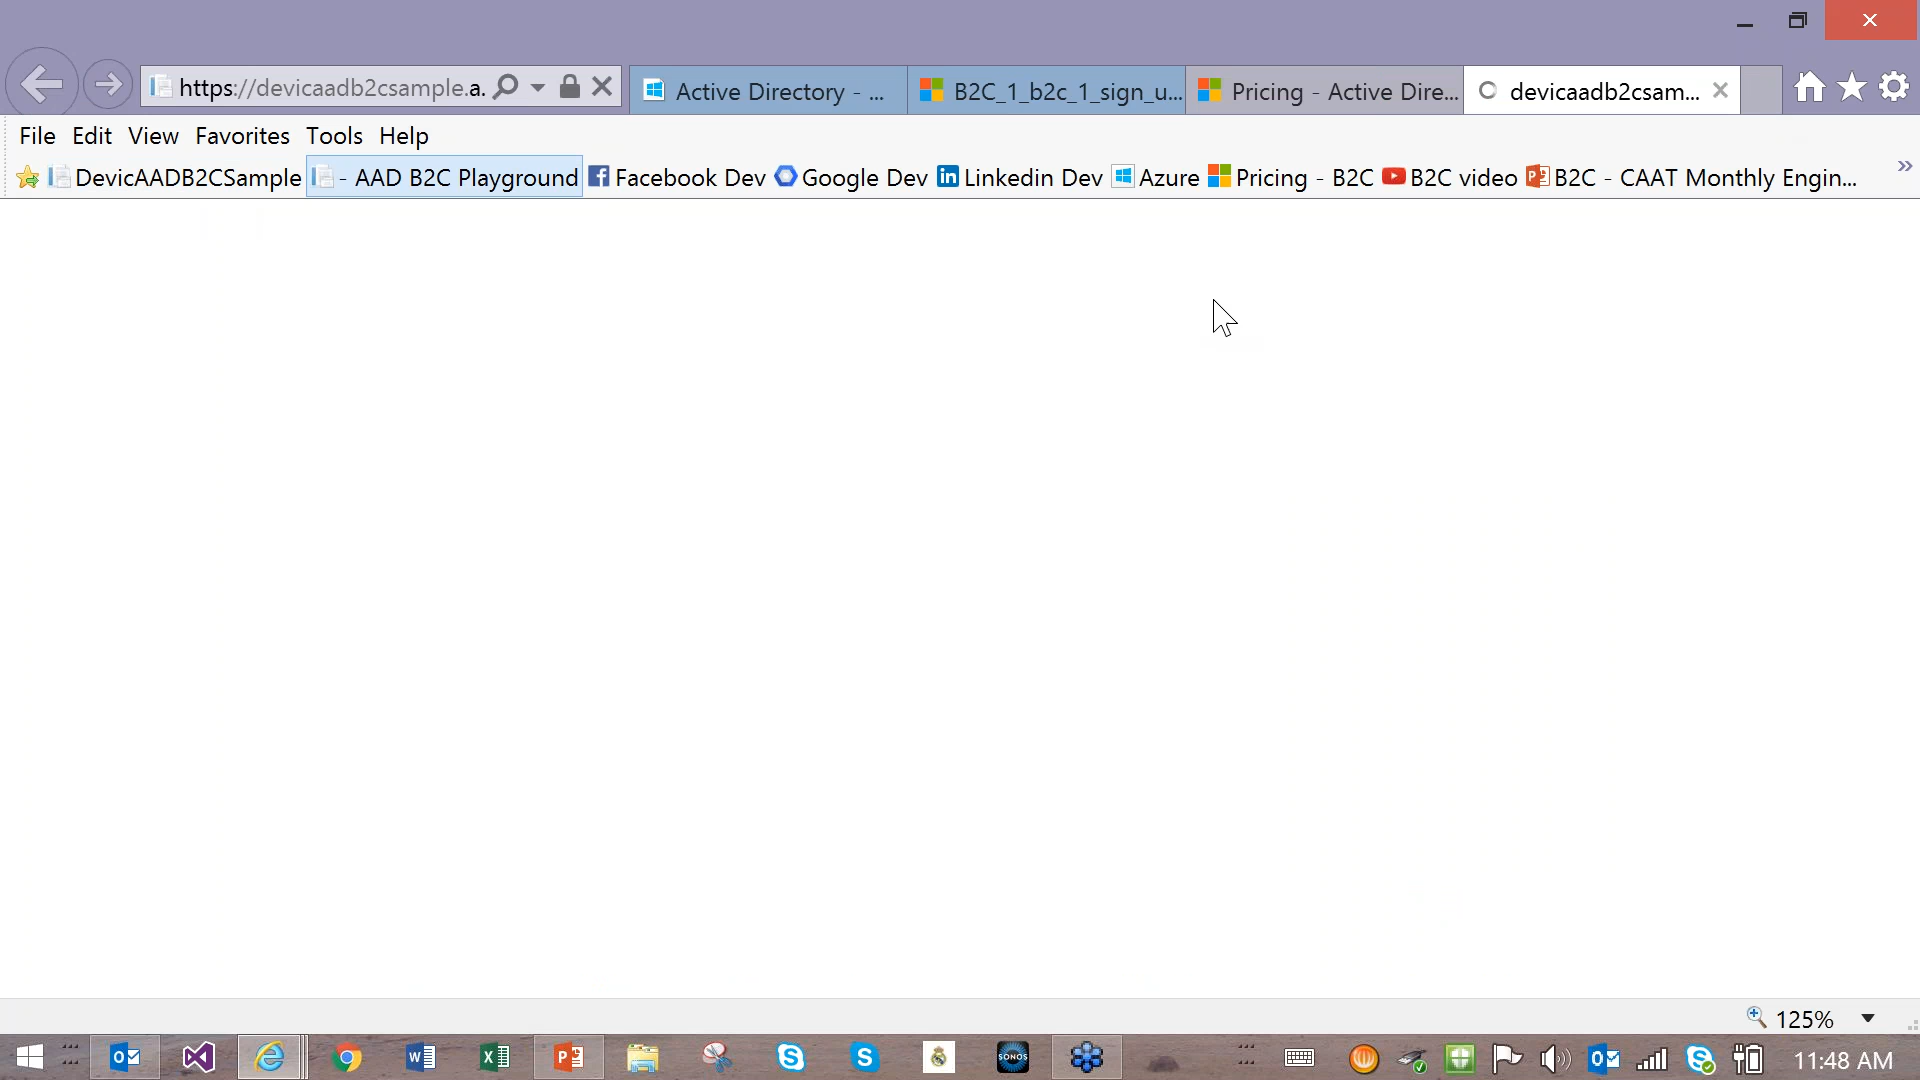 https://devicaadb2csample.a.
Active Directory - ...
B2C_1_b2c_1_sign_u...
Pricing - Active Dire...
devicaadb2csam...
File Edit View Favorites Tools Help
DevicAADB2CSample - AAD B2C Playground Facebook Dev Google Dev Linkedin Dev Azure Pricing - B2C B2C video B2C - CAAT Monthly Engin...
125%
SONOS
11:48 AM